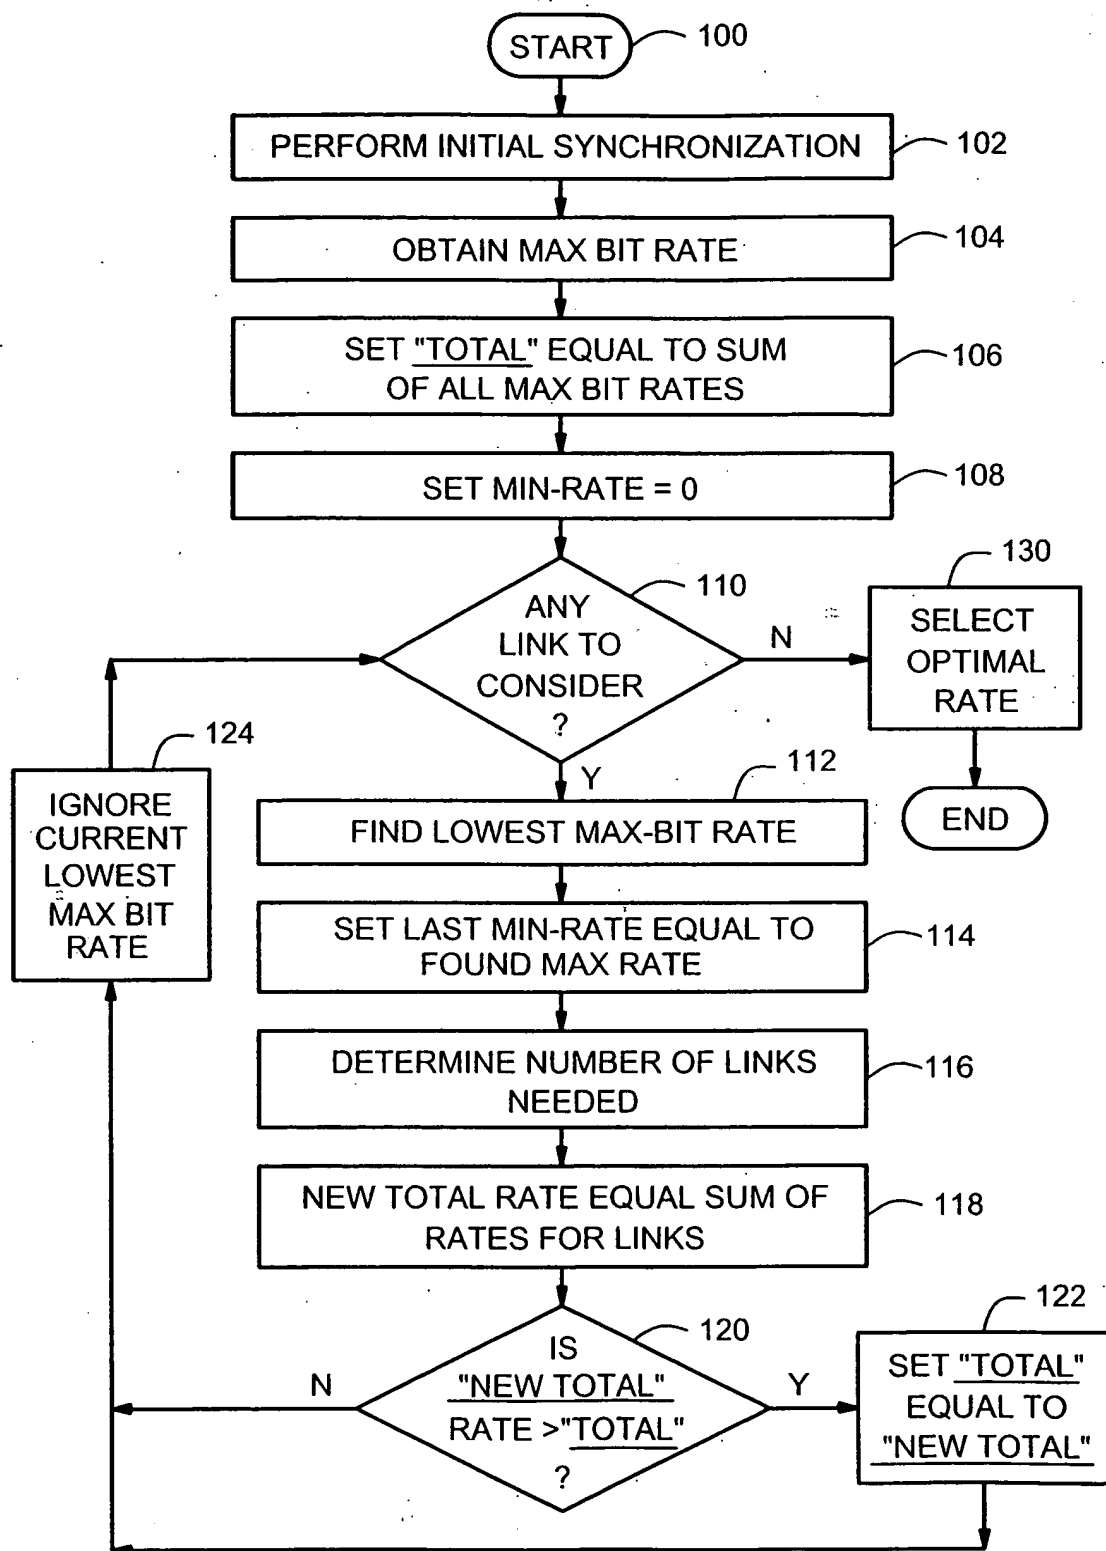 START
100
PERFORM INITIAL SYNCHRONIZATION
102
OBTAIN MAX BIT RATE
104
SET "TOTAL" EQUAL TO SUM
OF ALL MAX BIT RATES
106
SET MIN-RATE = 0
108
ANY
LINK TO
CONSIDER
?
110
N
Y
130
SELECT
OPTIMAL
RATE
END
124
IGNORE
CURRENT
LOWEST
MAX BIT
RATE
112
FIND LOWEST MAX-BIT RATE
SET LAST MIN-RATE EQUAL TO
FOUND MAX RATE
114
DETERMINE NUMBER OF LINKS
NEEDED
116
NEW TOTAL RATE EQUAL SUM OF
RATES FOR LINKS
118
IS
"NEW TOTAL"
RATE >"TOTAL"
?
120
N
Y
122
SET "TOTAL"
EQUAL TO
"NEW TOTAL"